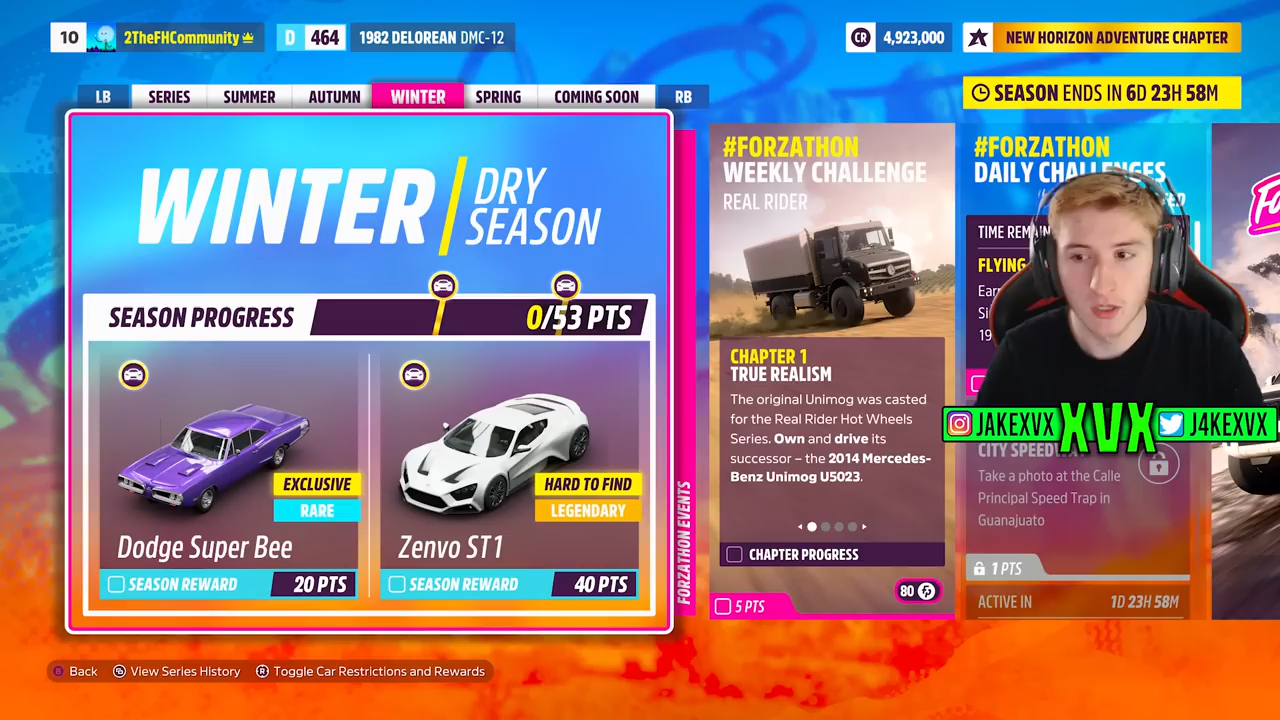 10 2TheFHCommunity D 464 1982 DELOREAN DMC-12
CR 4,923,000 NEW HORIZON ADVENTURE CHAPTER
LB SERIES SUMMER AUTUMN WINTER SPRING COMING SOON RB
SEASON ENDS IN 6D 23H 58M
WINTER / DRY
SEASON
SEASON PROGRESS 0/53 PTS
EXCLUSIVE
RARE
Dodge Super Bee
SEASON REWARD 20 PTS
HARD TO FIND
LEGENDARY
Zenvo ST1
SEASON REWARD 40 PTS
FORZATHON EVENTS
#FORZATHON
WEEKLY CHALLENGE
REAL RIDER
CHAPTER 1
TRUE REALISM
The original Unimog was casted
for the Real Rider Hot Wheels
Series. Own and drive its
successor – the 2014 Mercedes-
Benz Unimog U5023.
CHAPTER PROGRESS
80
5 PTS
#FORZATHON
DAILY CHALLENGES
TIME
FLYING
19
JAKEXVX XVX J4KEXVX
CITY
Take a photo at the Calle
Principal Speed Trap in
Guanajuato
1 PTS
ACTIVE IN 1D 23H 58M
B Back View Series History R Toggle Car Restrictions and Rewards